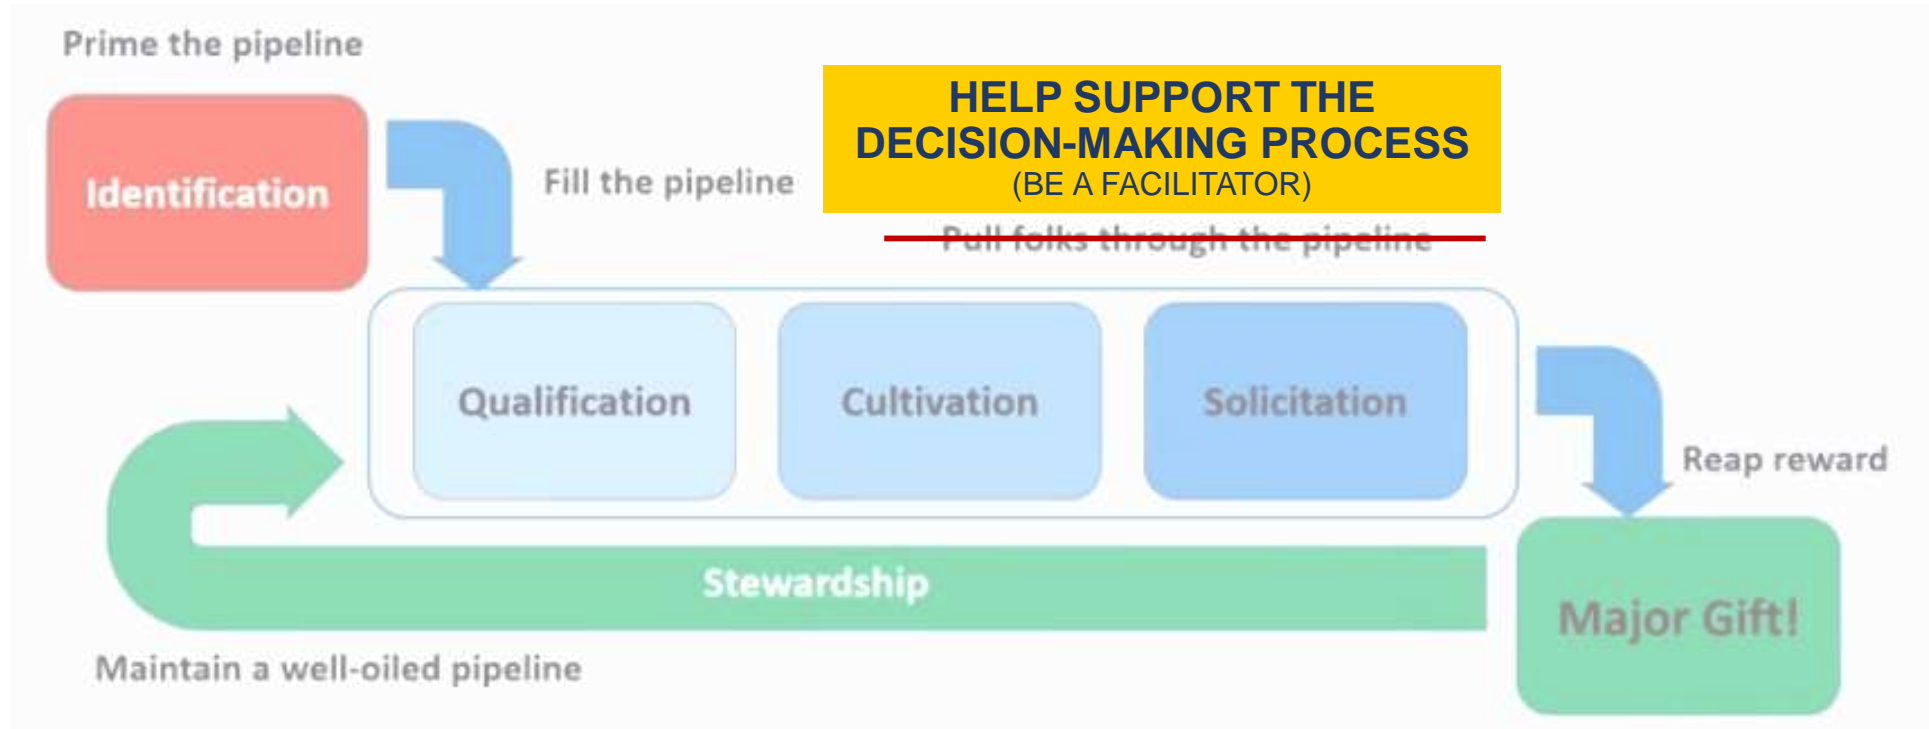 Prime the pipeline
Identification
Fill the pipeline
HELP SUPPORT THE
DECISION-MAKING PROCESS
(BE A FACILITATOR)
Pull folks through the pipeline
Qualification
Cultivation
Solicitation
Reap reward
Stewardship
Major Gift!
Maintain a well-oiled pipeline